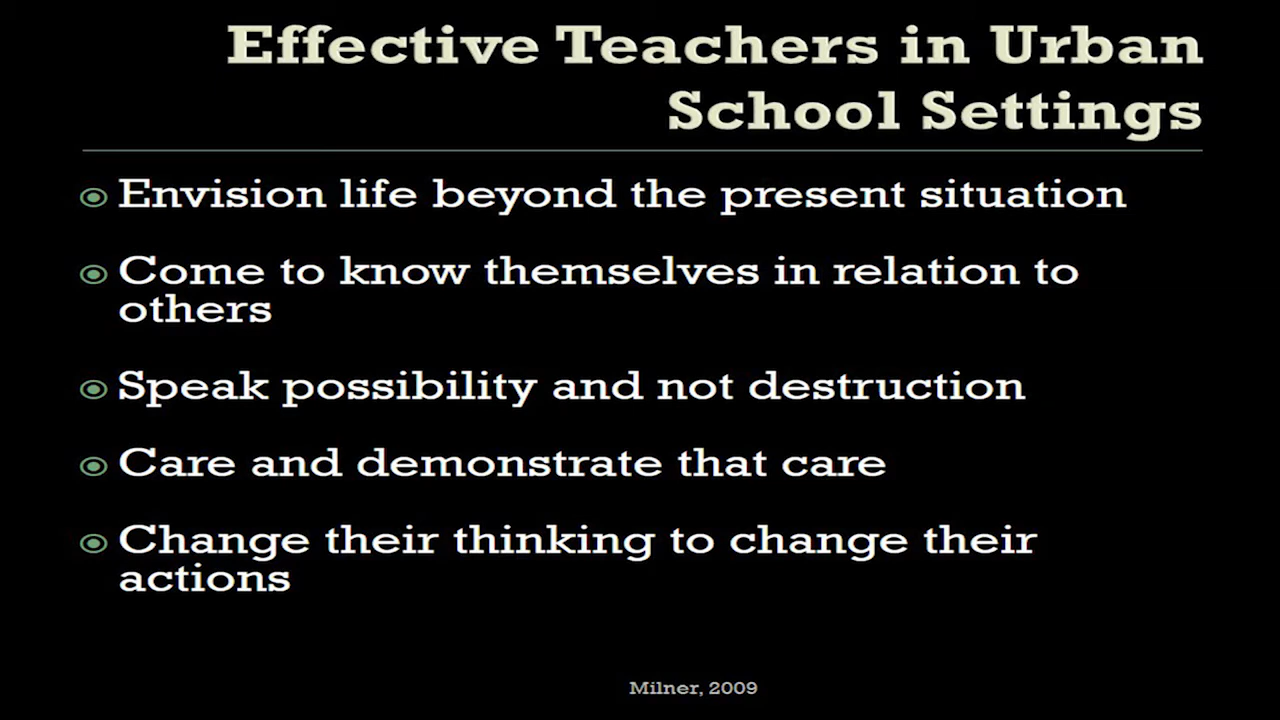 Effective Teachers in Urban
School Settings
Envision life beyond the present situation
Come to know themselves in relation to
others
Speak possibility and not destruction
Care and demonstrate that care
Change their thinking to change their
actions
Milner, 2009